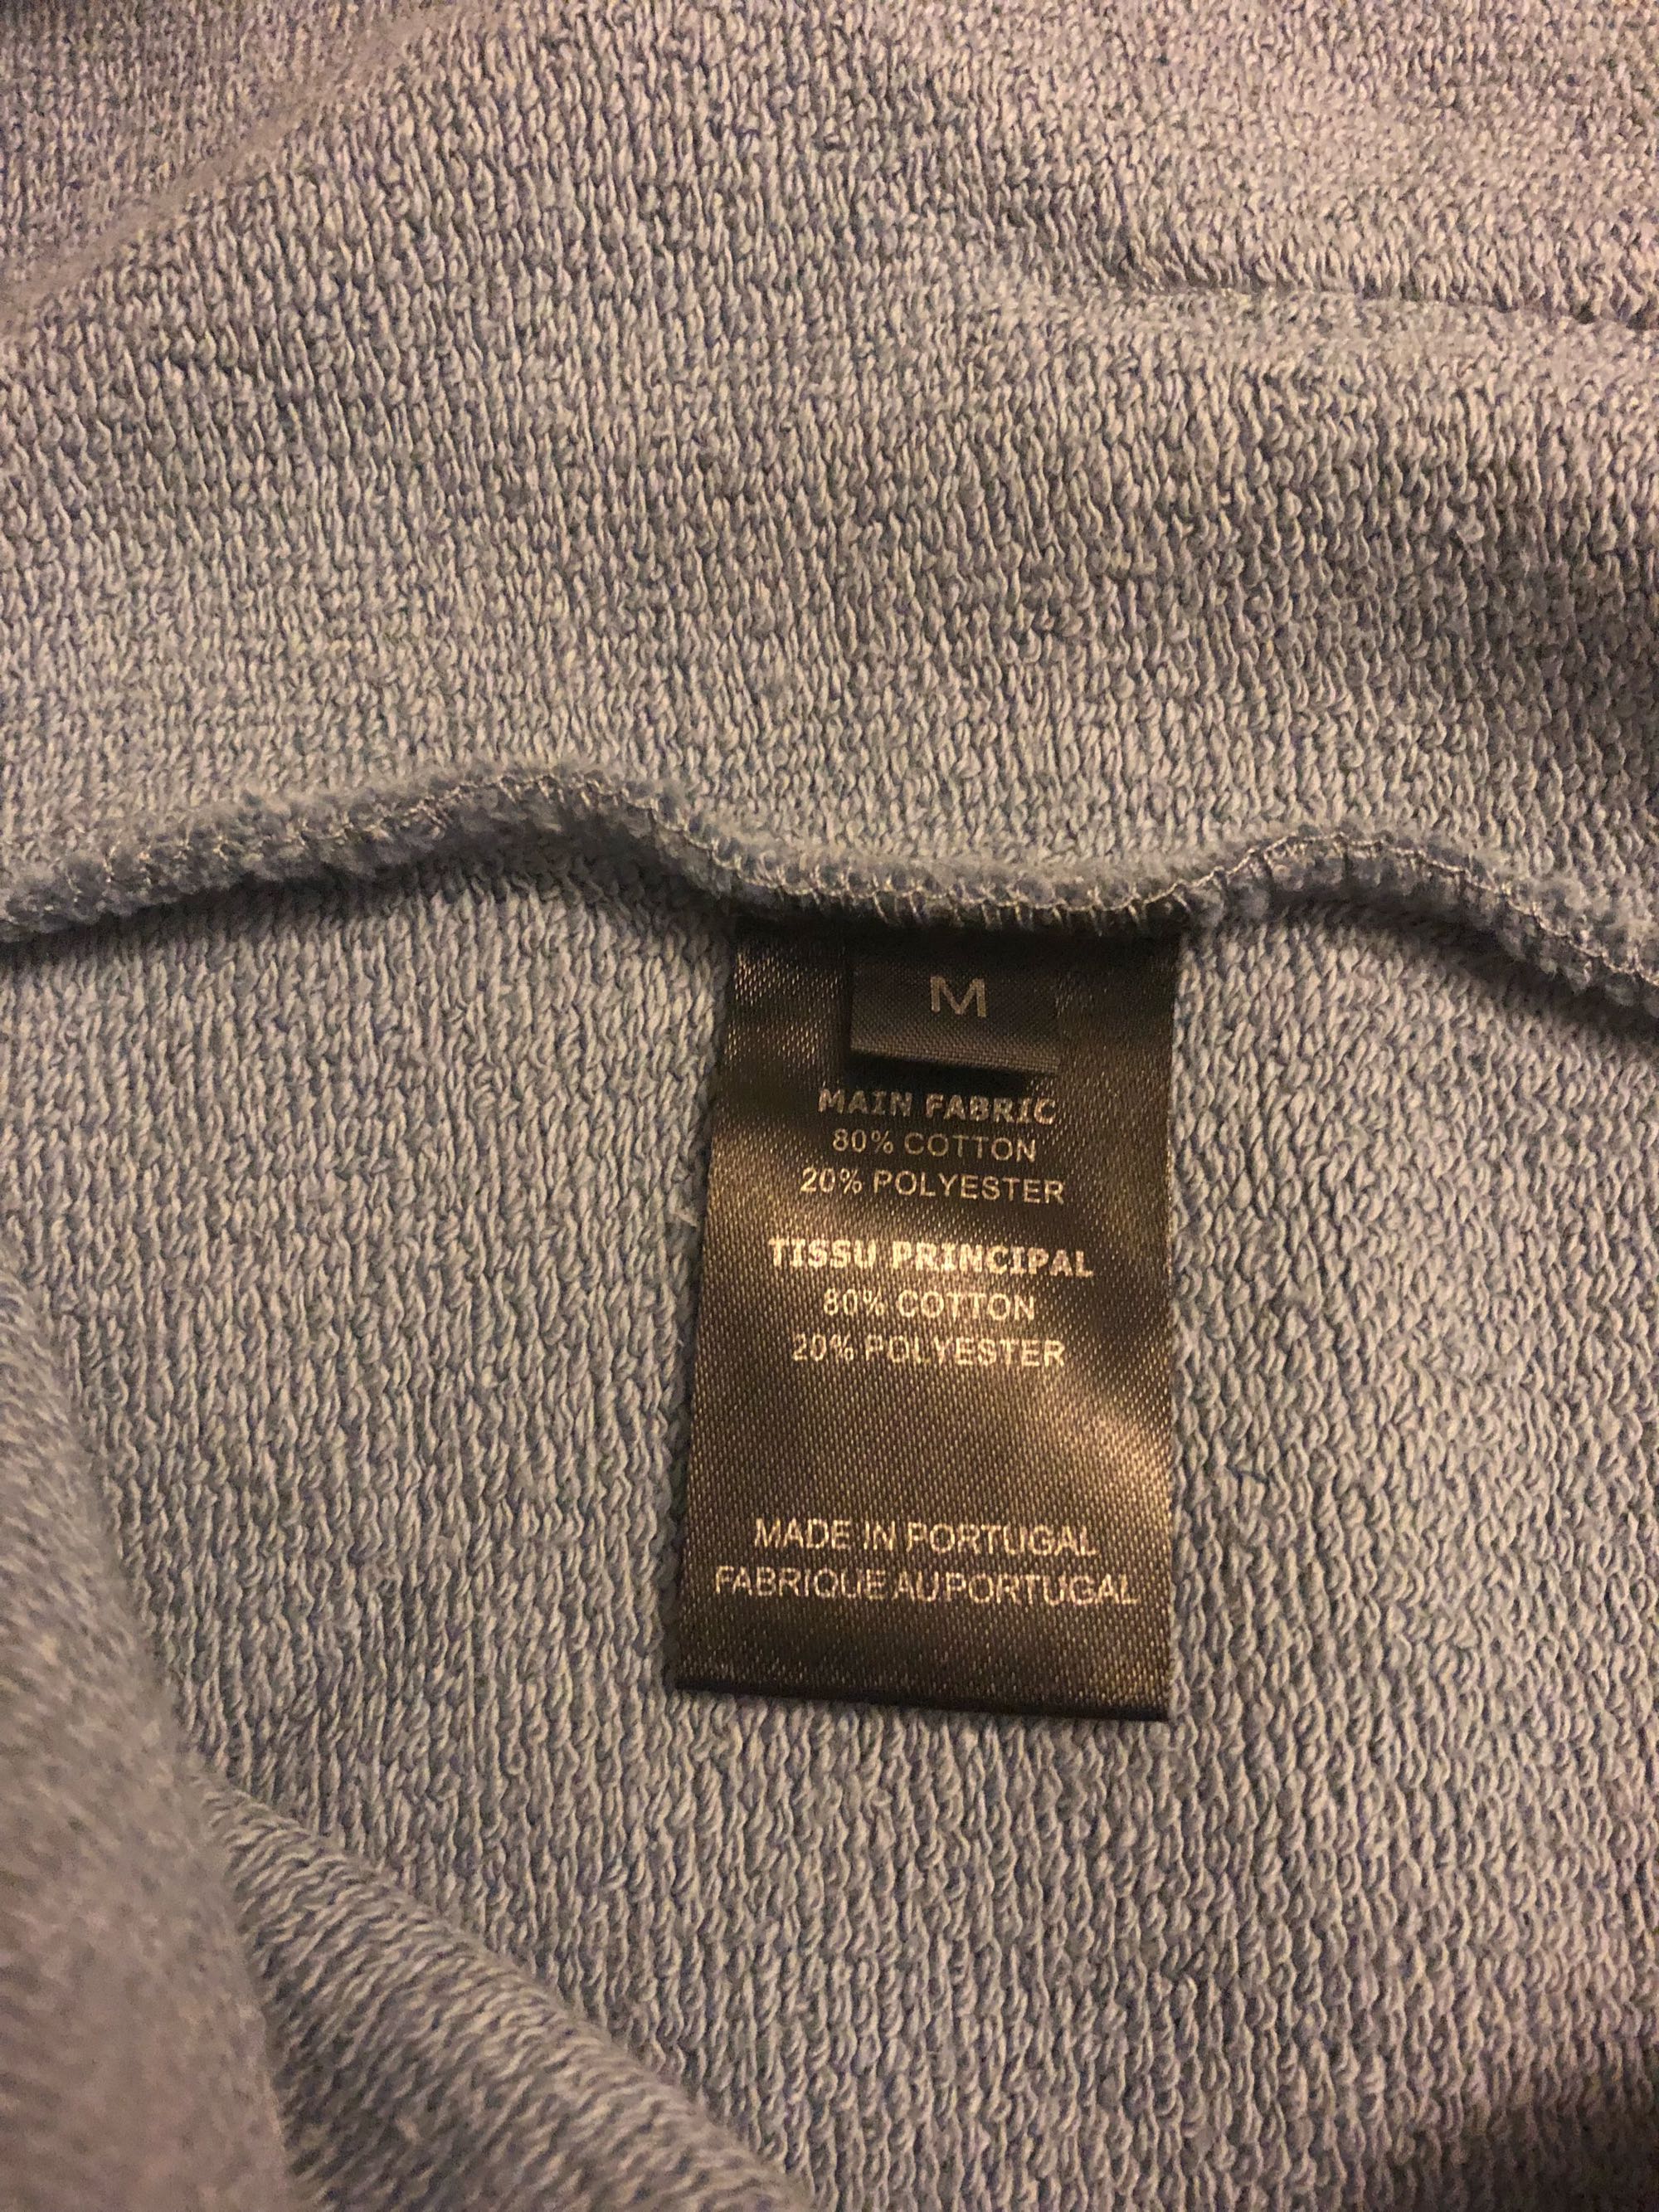 M
MAIN FABRIC
80% COTTON
20% POLYESTER
TISSU PRINCIPAL
80% COTTON
20% POLYESTER
MADE IN PORTUGAL
FABRIQUE AU PORTUGAL